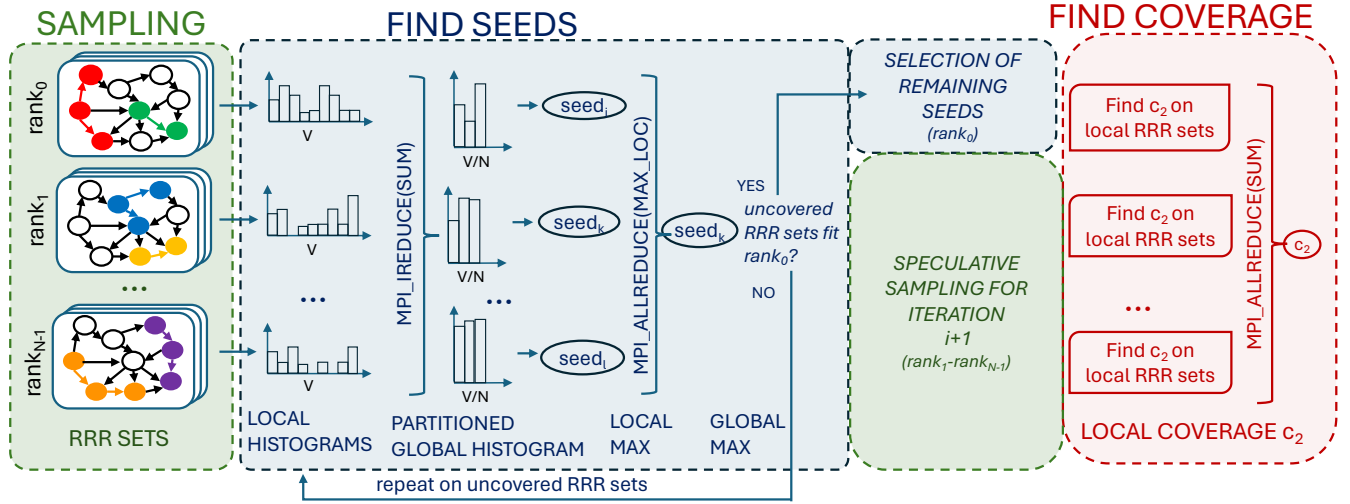 SAMPLING
FIND SEEDS
FIND COVERAGE
rank0
rank1
...
rankN-1
RRR SETS
V
V
...
V
LOCAL
HISTOGRAMS
MPI_IREDUCE(SUM)
V/N
V/N
...
V/N
PARTITIONED
GLOBAL HISTOGRAM
seedi
seedk
seedl
LOCAL
MAX
MPI_ALLREDUCE(MAX_LOC)
seedk
GLOBAL
MAX
YES
uncovered
RRR sets fit
rank0?
NO
repeat on uncovered RRR sets
SELECTION OF
REMAINING
SEEDS
(rank0)
SPECULATIVE
SAMPLING FOR
ITERATION
i+1
(rank1-rankN-1)
Find c2 on
local RRR sets
Find c2 on
local RRR sets
...
Find c2 on
local RRR sets
MPI_ALLREDUCE(SUM)
c2
LOCAL COVERAGE c2